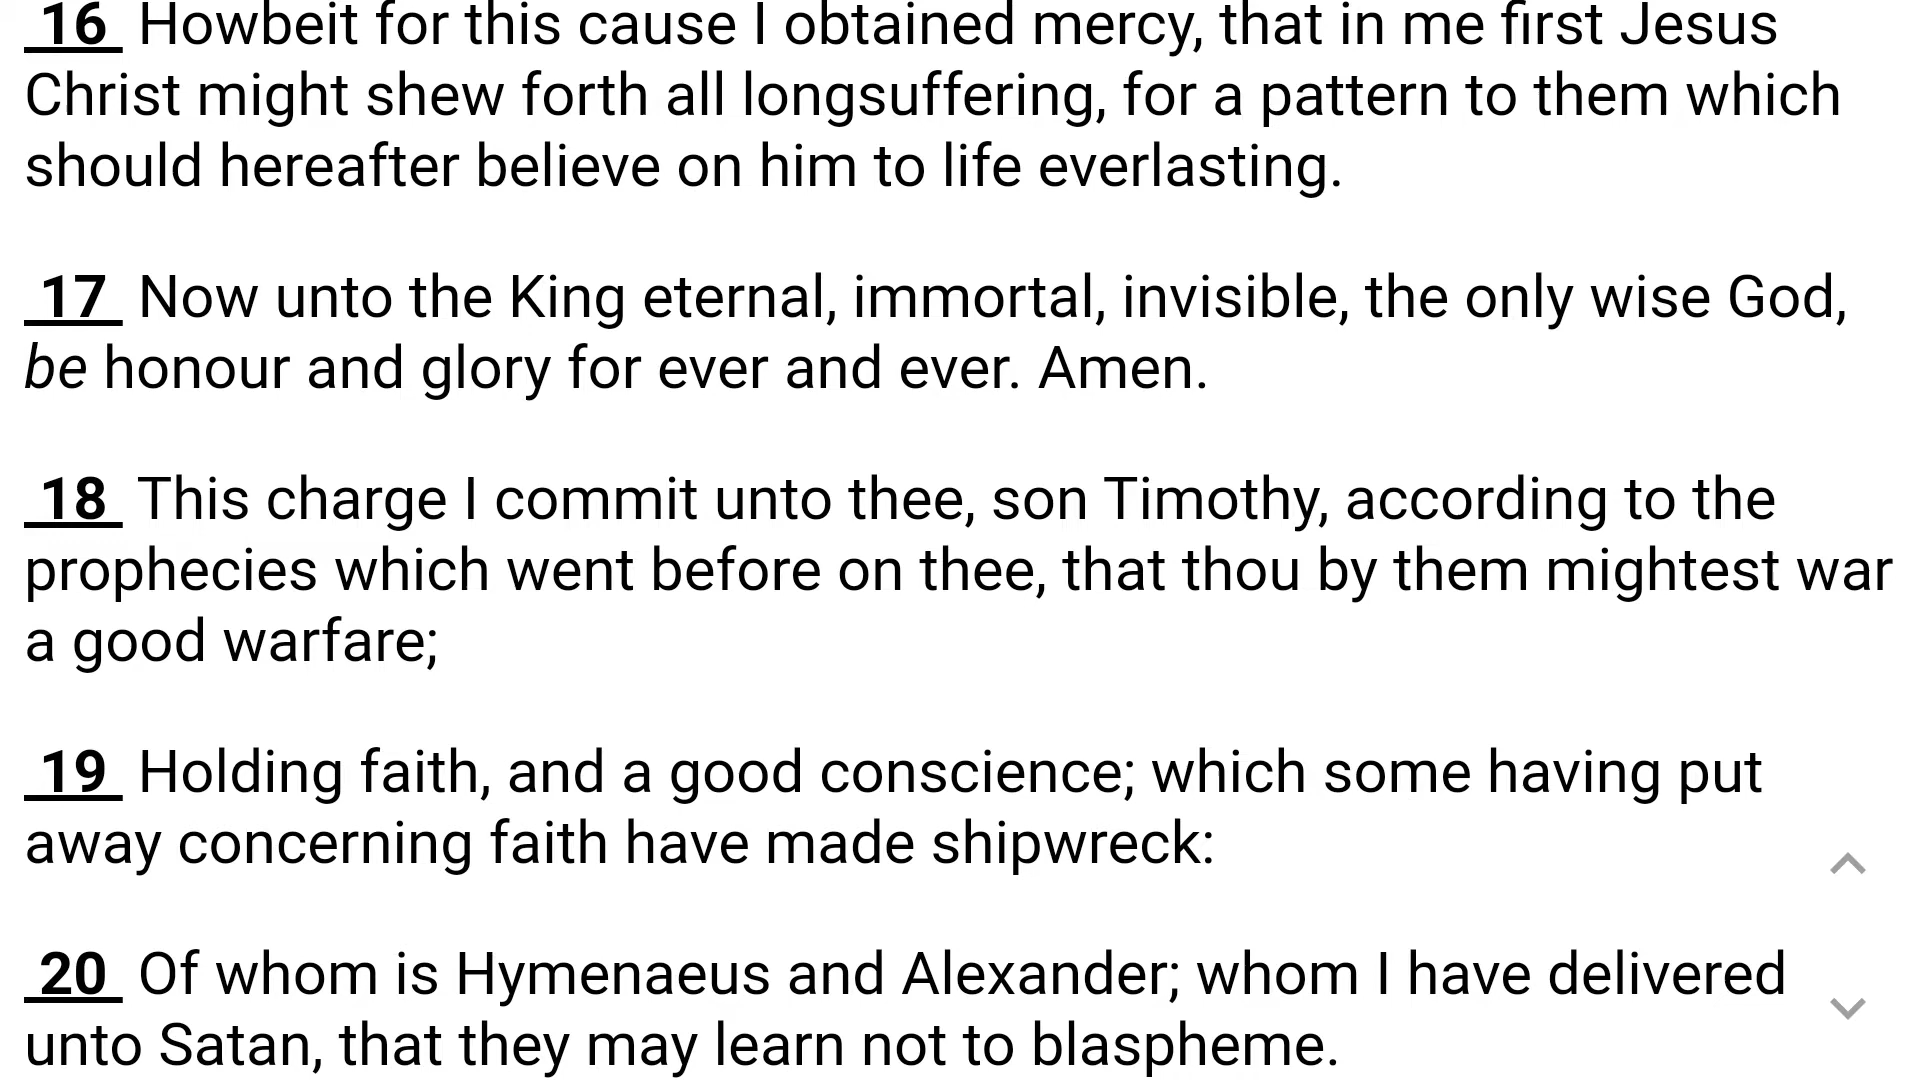 16 Howbeit for this cause I obtained mercy, that in me first Jesus
Christ might shew forth all longsuffering, for a pattern to them which
should hereafter believe on him to life everlasting.
17 Now unto the King eternal, immortal, invisible, the only wise God,
be honour and glory for ever and ever. Amen.
18 This charge I commit unto thee, son Timothy, according to the
prophecies which went before on thee, that thou by them mightest war
a good warfare;
19 Holding faith, and a good conscience; which some having put
away concerning faith have made shipwreck:
20 Of whom is Hymenaeus and Alexander; whom I have delivered
unto Satan, that they may learn not to blaspheme.